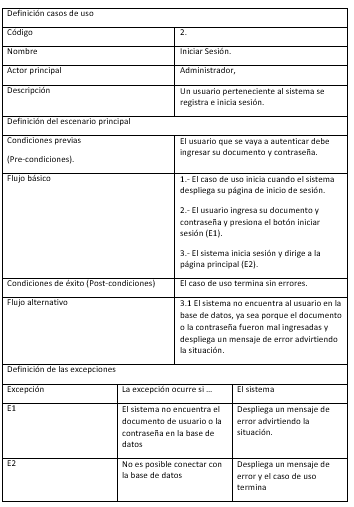 Definición casos de uso
Código
2.
Nombre
Iniciar Sesión.
Actor principal
Administrador,
Descripción
Un usuario perteneciente al sistema se
registra e inicia sesión.
Definición del escenario principal
Condiciones previas
(Pre-condiciones).
El usuario que se vaya a autenticar debe
ingresar su documento y contraseña.
Flujo básico
1.- El caso de uso inicia cuando el sistema
despliega su página de inicio de sesión.
2.- El usuario ingresa su documento y
contraseña y presiona el botón iniciar
sesión (E1).
3.- El sistema inicia sesión y dirige a la
página principal (E2).
Condiciones de éxito (Post-condiciones)
El caso de uso termina sin errores.
Flujo alternativo
3.1 El sistema no encuentra al usuario en la
base de datos, ya sea porque el documento
o la contraseña fueron mal ingresadas y
despliega un mensaje de error advirtiendo
la situación.
Definición de las excepciones
Excepción
La excepción ocurre si ...
El sistema
E1
El sistema no encuentra el
documento de usuario o la
contraseña en la base de
datos
Despliega un mensaje de
error advirtiendo la
situación.
E2
No es posible conectar con
la base de datos
Despliega un mensaje de
error y el caso de uso
termina